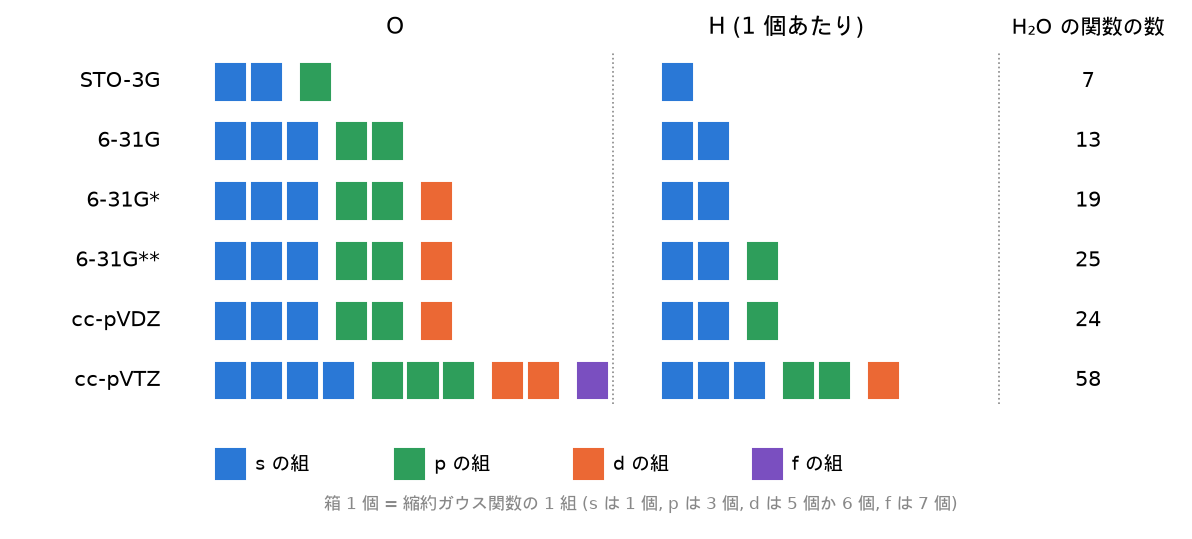 O H (1 個あたり) H₂O の関数の数
STO-3G 7
6-31G 13
6-31G* 19
6-31G** 25
cc-pVDZ 24
cc-pVTZ 58
s の組 p の組 d の組 f の組
箱 1 個 = 縮約ガウス関数の 1 組 (s は 1 個, p は 3 個, d は 5 個か 6 個, f は 7 個)